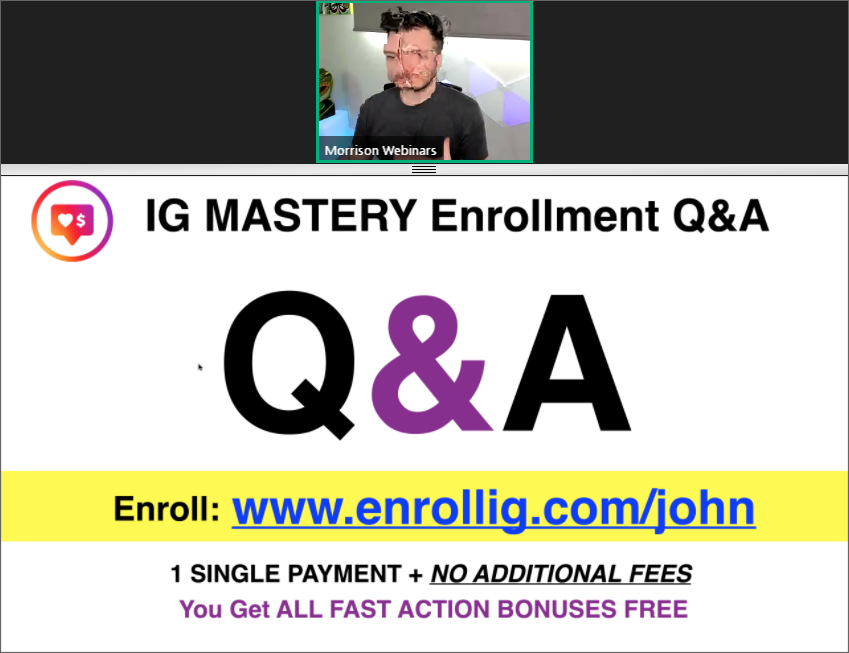 Morrison Webinars
$
IG MASTERY Enrollment Q&A
Q&A
Enroll: www.enrollig.com/john
1 SINGLE PAYMENT + NO ADDITIONAL FEES
You Get ALL FAST ACTION BONUSES FREE